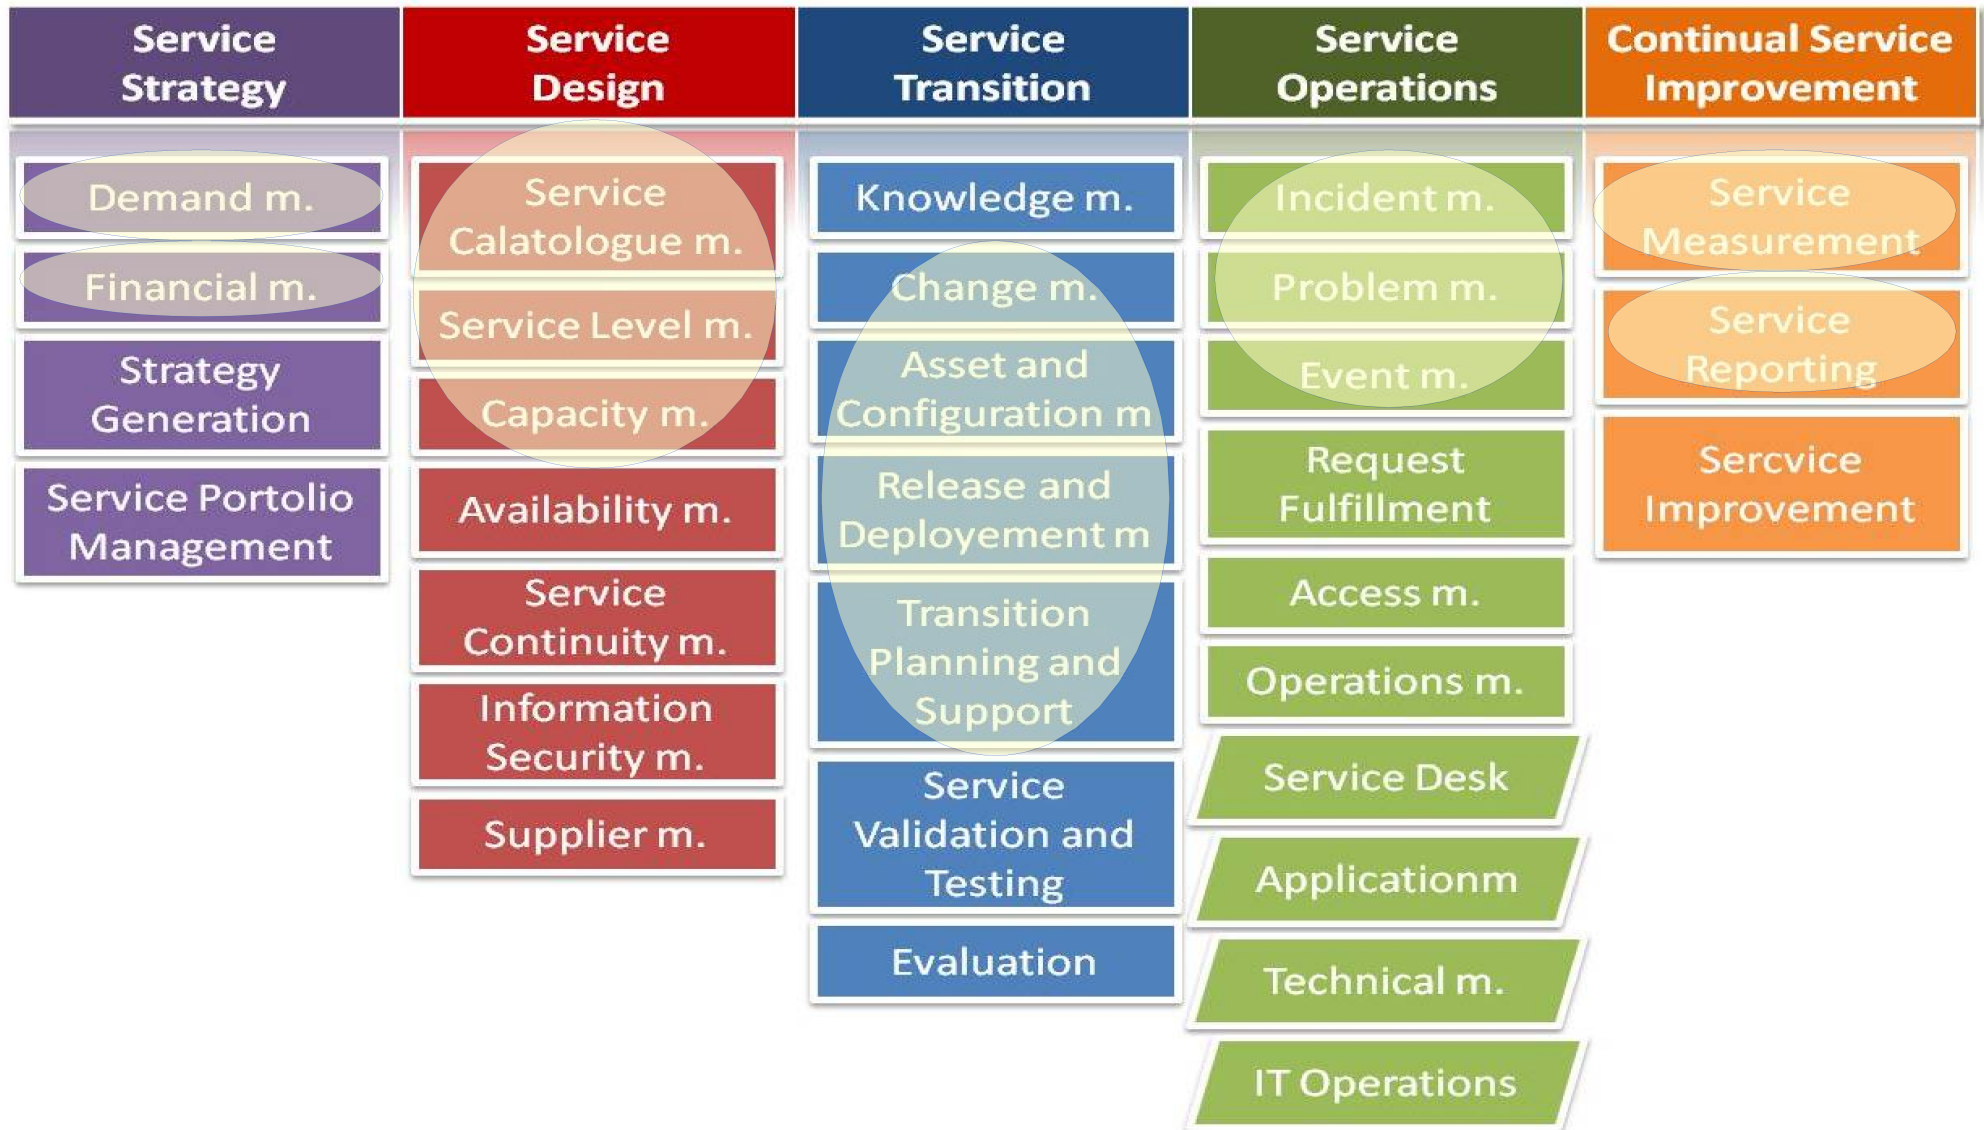 Service
Strategy
Demand m.
Financial m.
Strategy
Generation
Service Portolio
Management
Service
Design
Service
Calatologue m.
Service Level m.
Capacity m.
Availability m.
Service
Continuity m.
Information
Security m.
Supplier m.
Service
Transition
Knowledge m.
Change m.
Asset and
Configuration m
Release and
Deployement m
Transition
Planning and
Support
Service
Validation and
Testing
Evaluation
Service
Operations
Incident m.
Problem m.
Event m.
Request
Fulfillment
Access m.
Operations m.
Service Desk
Applicationm
Technical m.
IT Operations
Continual Service
Improvement
Service
Measurement
Service
Reporting
Sercvice
Improvement